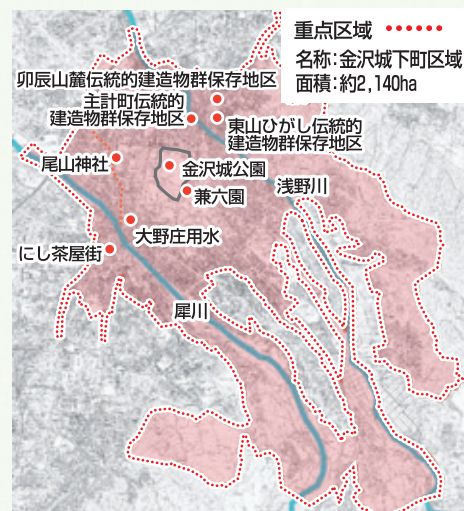 重点区域
名称:金沢城下町区域
面積:約2,140ha
卯辰山麓伝統的建造物群保存地区
主計町伝統的
建造物群保存地区
東山ひがし伝統的
建造物群保存地区
尾山神社
金沢城公園
兼六園
浅野川
大野庄用水
にし茶屋街
犀川